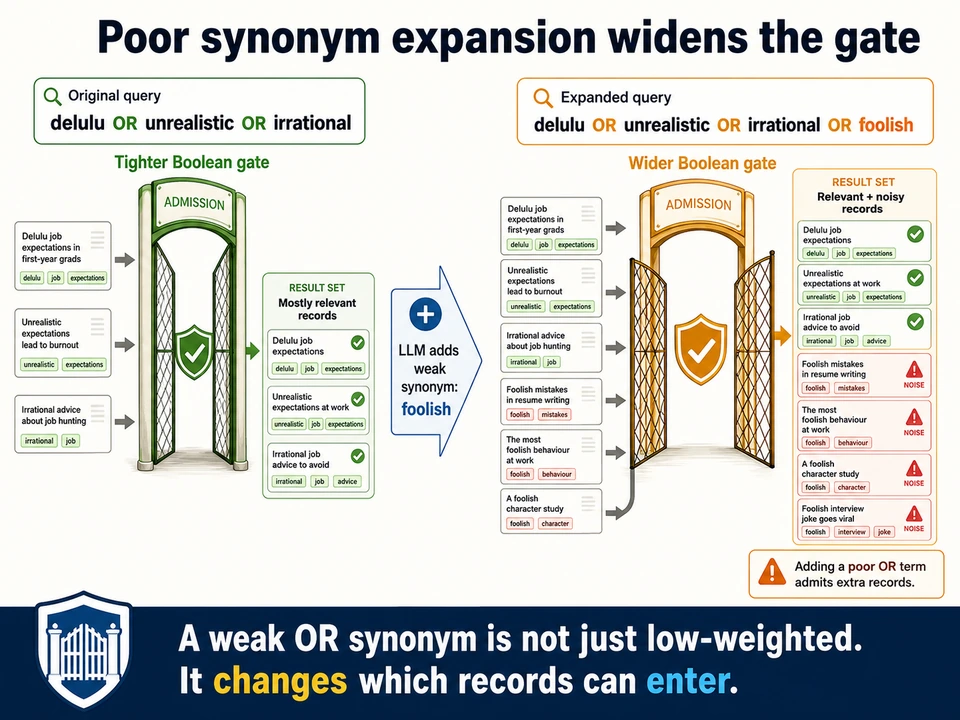 Poor synonym expansion widens the gate
Original query
delulu OR unrealistic OR irrational
Tighter Boolean gate
ADMISSION
Delulu job
expectations in
first-year grads
delulu job expectations
Unrealistic
expectations
lead to burnout
unrealistic expectations
Irrational advice
about job hunting
irrational job
RESULT SET
Mostly relevant
records
Delulu job
expectations
delulu job expectations
Unrealistic
expectations at work
unrealistic job expectations
Irrational job
advice to avoid
irrational job advice
LLM adds
weak
synonym:
foolish
Expanded query
delulu OR unrealistic OR irrational OR foolish
Wider Boolean gate
ADMISSION
Delulu job
expectations in
first-year grads
delulu job expectations
Unrealistic
expectations
lead to burnout
unrealistic expectations
Irrational advice
about job hunting
irrational job
Foolish mistakes
in resume writing
foolish mistakes
The most
foolish behaviour
at work
foolish behaviour
A foolish
character study
foolish character
RESULT SET
Relevant + noisy
records
Delulu job
expectations
delulu job expectations
Unrealistic
expectations at work
unrealistic job expectations
Irrational job
advice to avoid
irrational job advice
Foolish mistakes
in resume writing
foolish mistakes
NOISE
The most
foolish behaviour
at work
foolish behaviour
NOISE
A foolish
character study
foolish character
NOISE
Foolish interview
joke goes viral
foolish interview joke
NOISE
Adding a poor OR term
admits extra records.
A weak OR synonym is not just low-weighted.
It changes which records can enter.